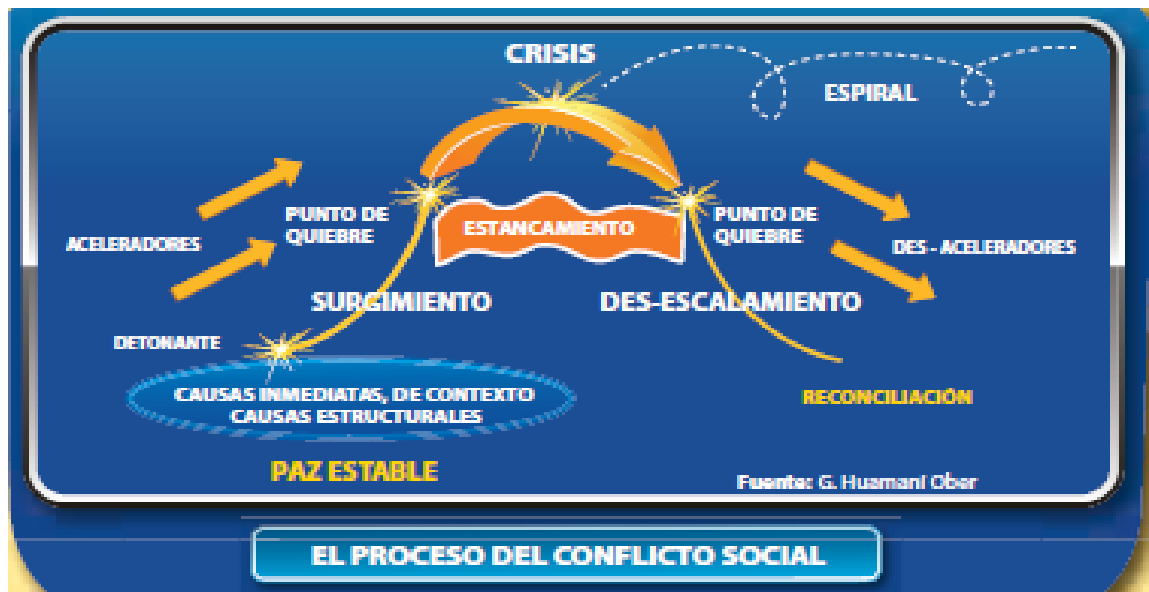 CRISIS
ESPIRAL
ACELERADORES
PUNTO DE
QUIEBRE
ESTANCAMIENTO
PUNTO DE
QUIEBRE
DES - ACELERADORES
SURGIMIENTO
DES-ESCALAMIENTO
DETONANTE
CAUSAS INMEDIATAS, DE CONTEXTO
CAUSAS ESTRUCTURALES
RECONCILIACIÓN
PAZ ESTABLE
Fuente: G. Huamaní Ober
EL PROCESO DEL CONFLICTO SOCIAL